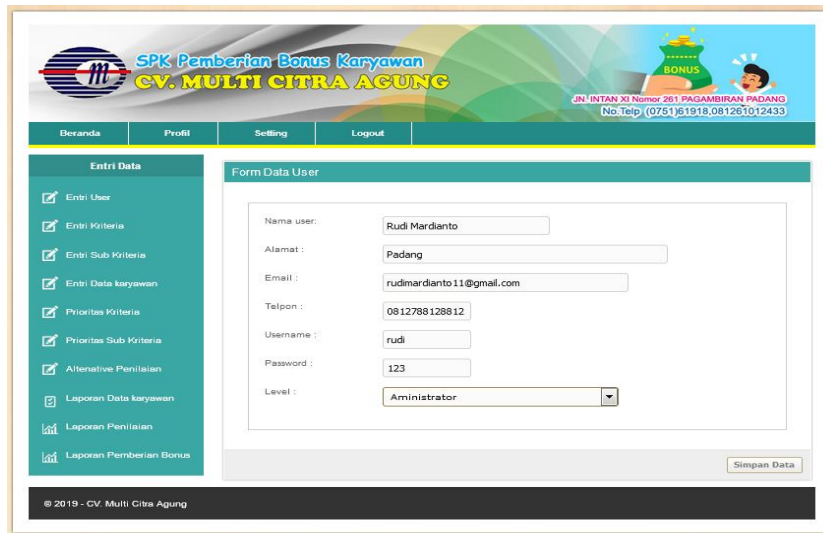 m
SPK Pemberian Bonus Karyawan
CV. MULTI CITRA AGUNG
BONUS
JN. INTAN XI Nomor 261 PAGAMBIRAN PADANG
No.Telp (0751)61918,081261012433
Beranda Profil Setting Logout
Entri Data
Entri User
Entri Kriteria
Entri Sub Kriteria
Entri Data karyawan
Prioritas Kriteria
Prioritas Sub Kriteria
Altenative Penilaian
Laporan Data karyawan
Laporan Penilaian
Laporan Pemberian Bonus
Form Data User
Nama user: Rudi Mardianto
Alamat : Padang
Email : rudimardianto11@gmail.com
Telpon : 0812788128812
Username : rudi
Password : 123
Level : Aministrator
Simpan Data
© 2019 - CV. Multi Citra Agung